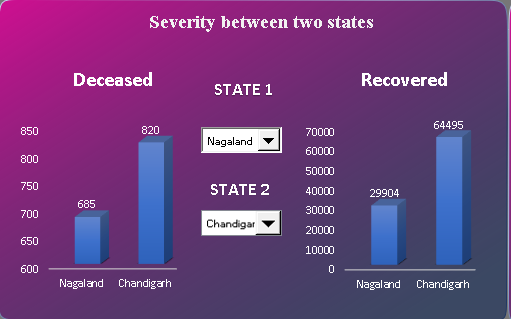 Severity between two states
Deceased
850
800
750
700
650
600
685
820
Nagaland
Chandigarh
STATE 1
Nagaland
STATE 2
Chandigar
Recovered
70000
60000
50000
40000
30000
20000
10000
0
29904
64495
Nagaland
Chandigarh